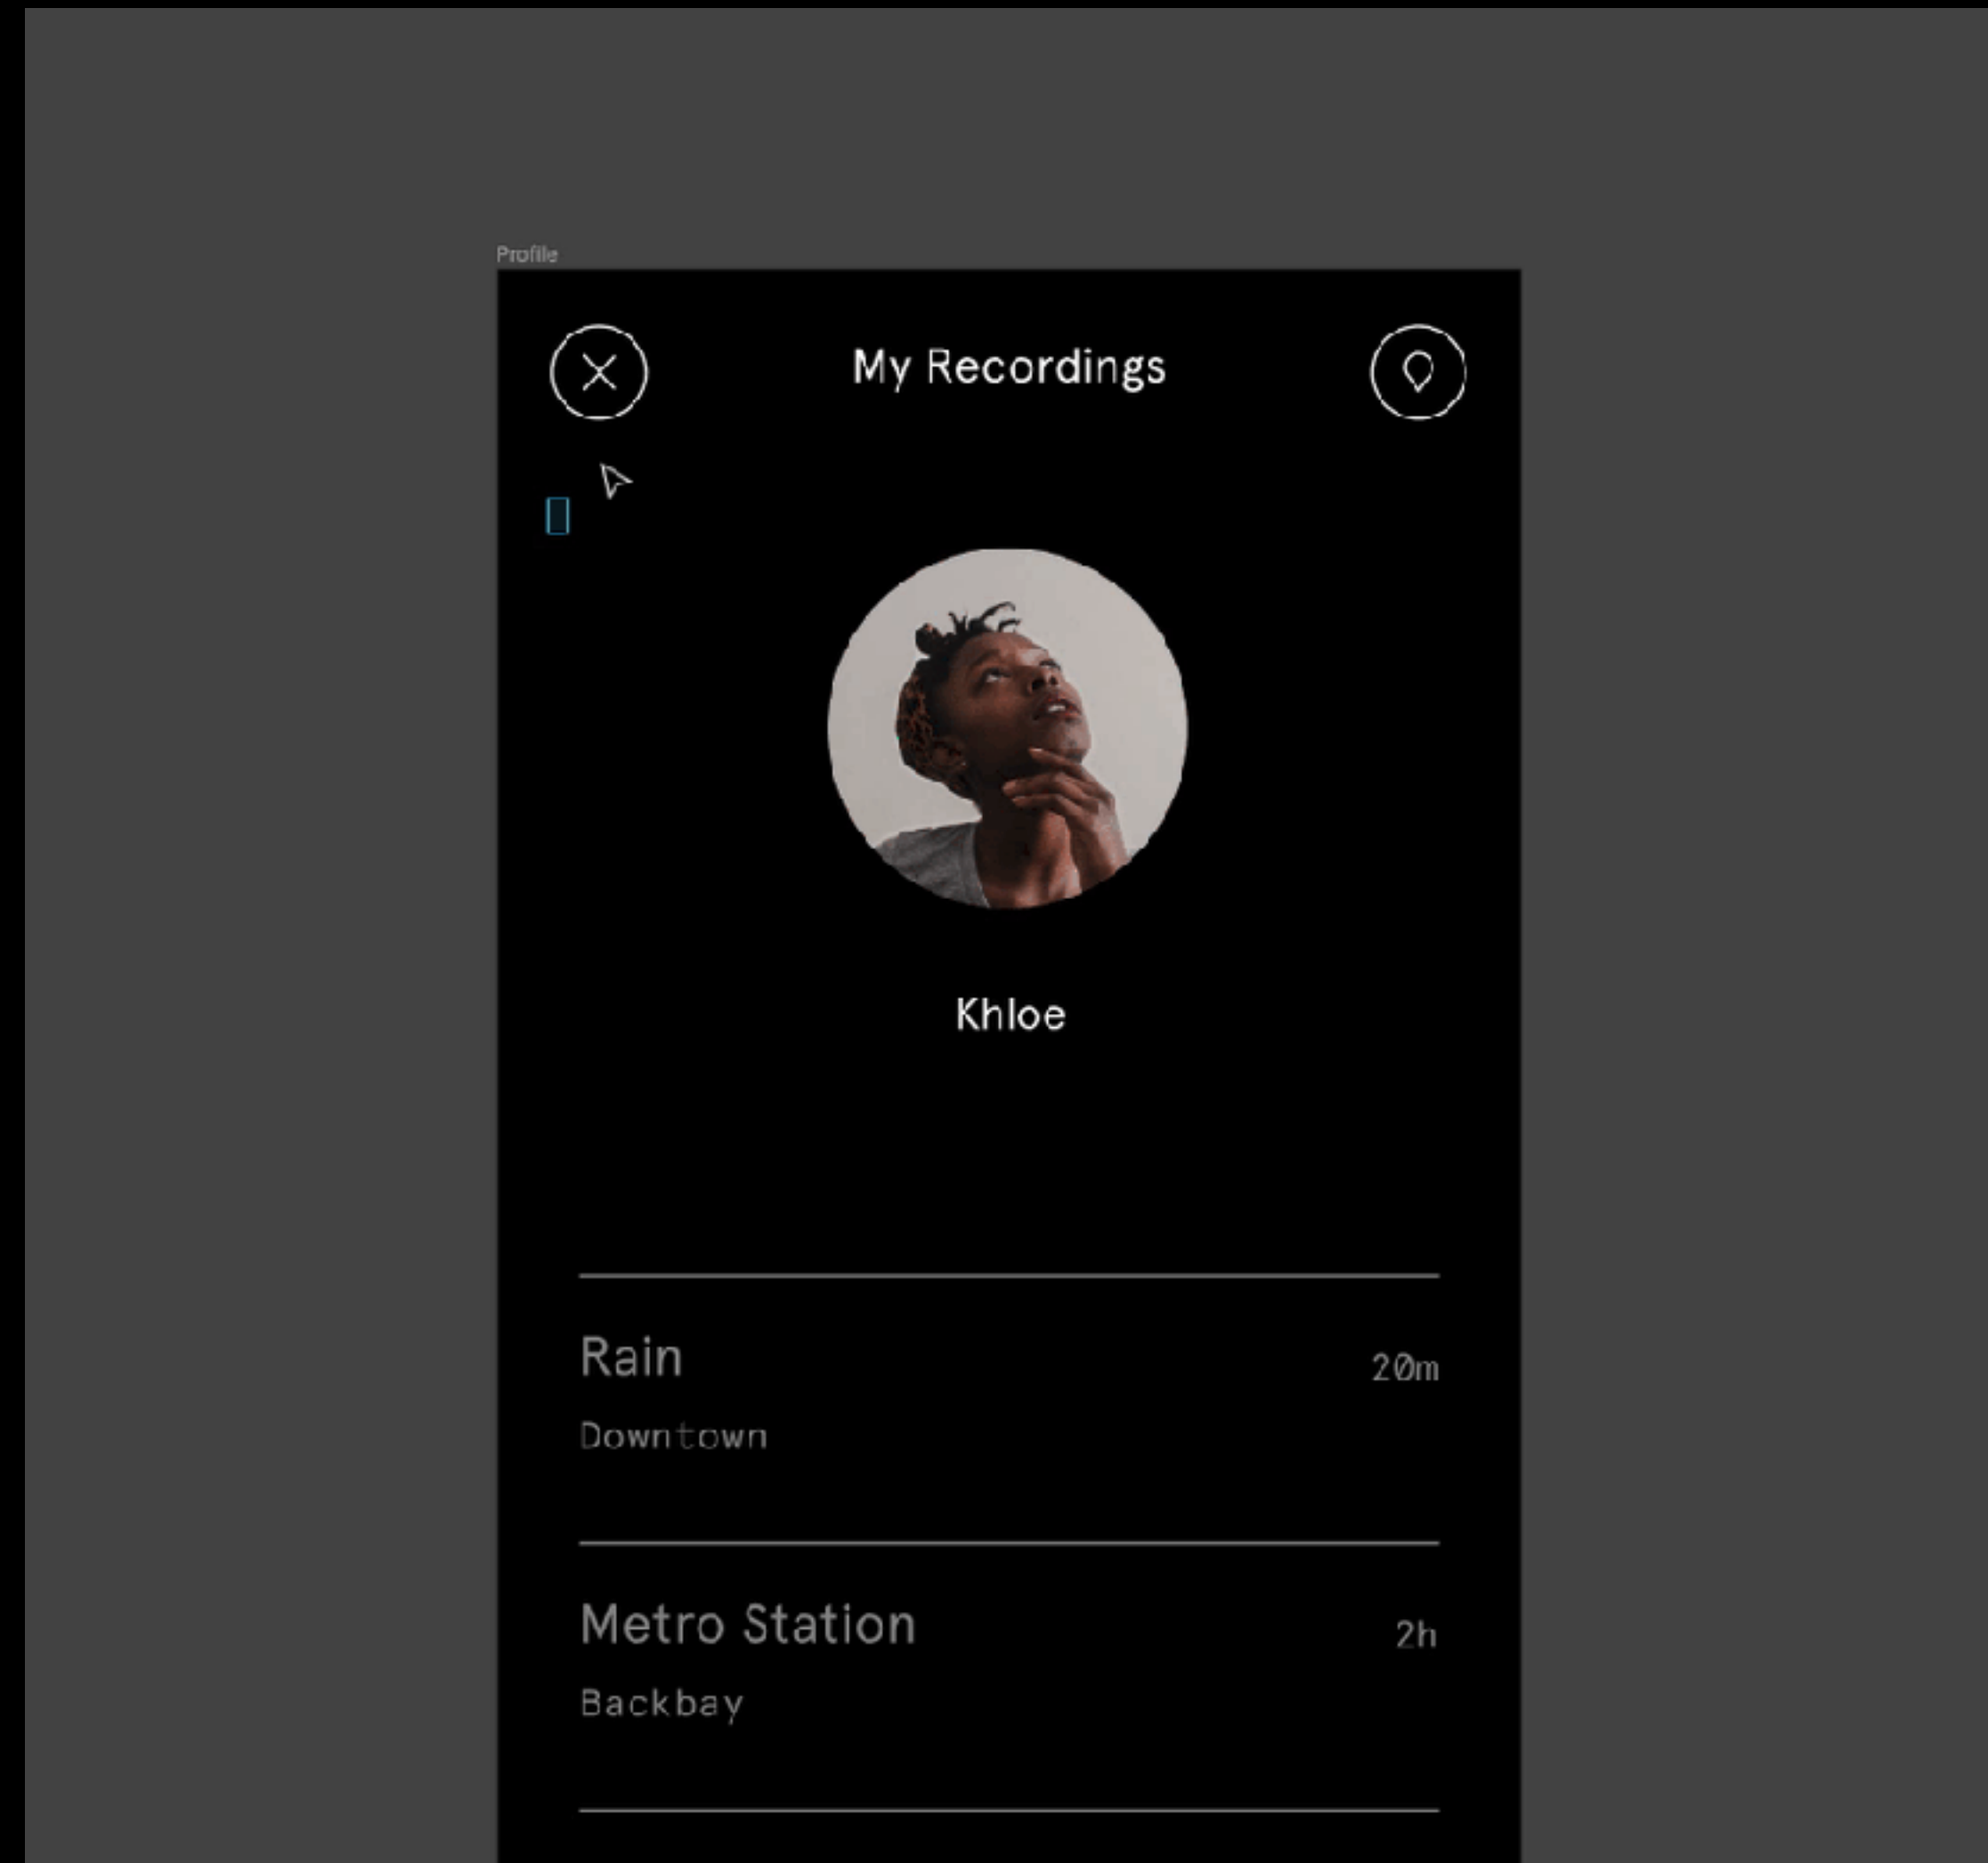 Profile
My Recordings
Khloe
Rain
20m
Downtown
Metro Station
2h
Backbay